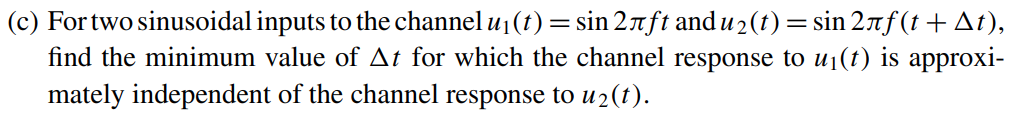 (c) For two sinusoidal inputs to the channel u₁(t) = sin 2πft and u₂(t) = sin 2πf(t + Δt),
find the minimum value of Δt for which the channel response to u₁(t) is approxi-
mately independent of the channel response to u₂(t).